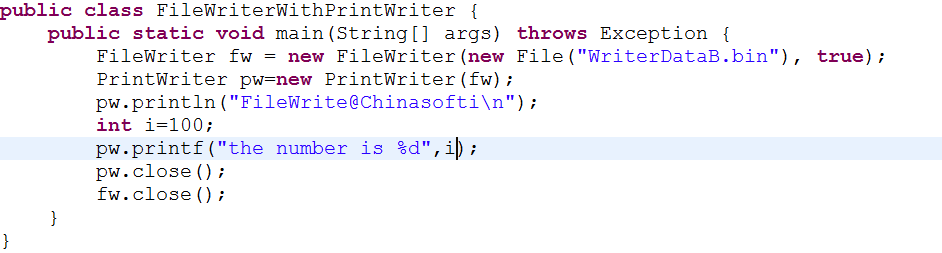 public class FileWriterWithPrintWriter {
    public static void main(String[] args) throws Exception {
        FileWriter fw = new FileWriter(new File("WriterDataB.bin"), true);
        PrintWriter pw=new PrintWriter(fw);
        pw.println("FileWrite@Chinasofti\n");
        int i=100;
        pw.printf("the number is %d",i);
        pw.close();
        fw.close();
    }
}